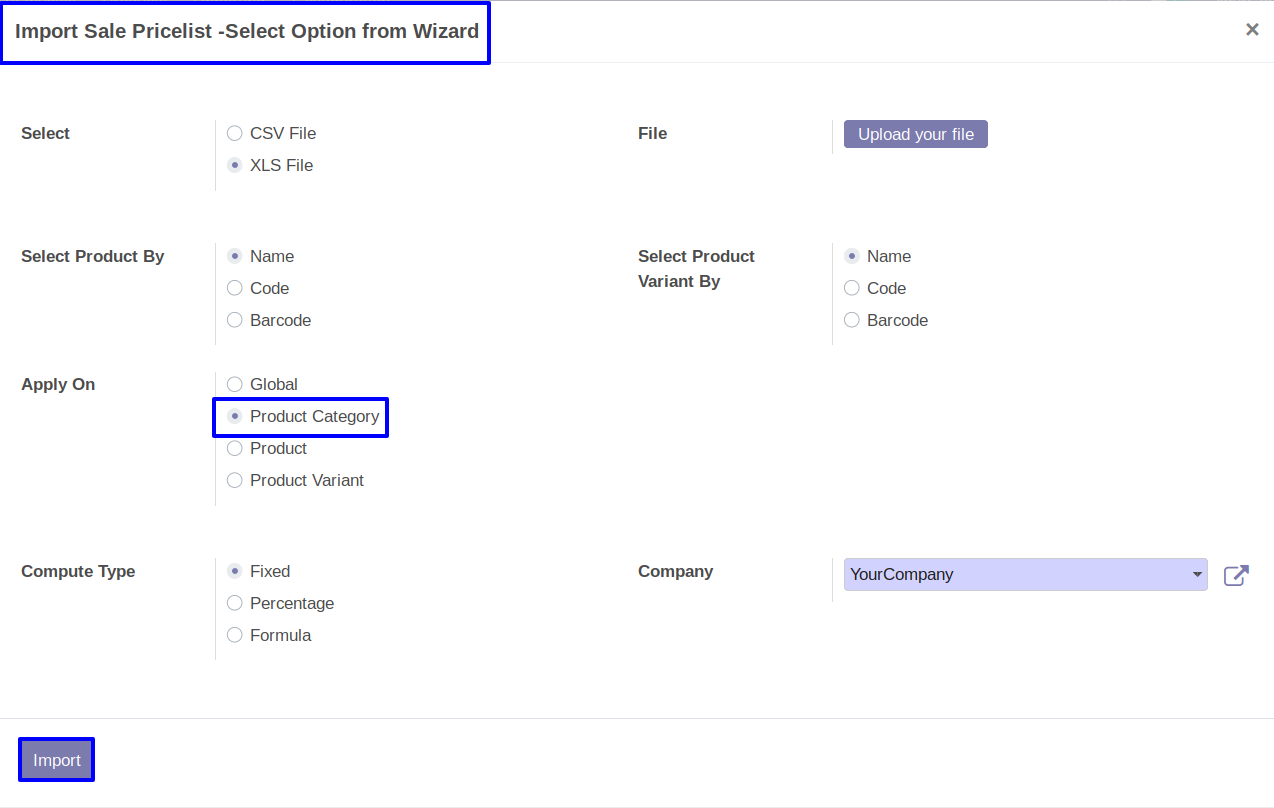 Import Sale Pricelist -Select Option from Wizard
×
Select
CSV File
XLS File
File
Upload your file
Select Product By
Name
Code
Barcode
Select Product
Variant By
Name
Code
Barcode
Apply On
Global
Product Category
Product
Product Variant
Compute Type
Fixed
Percentage
Formula
Company
YourCompany
Import